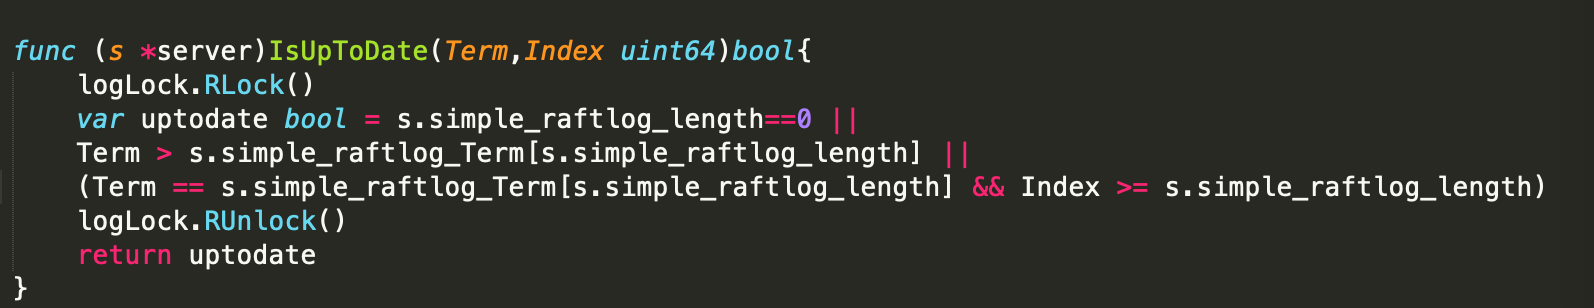 func (s *server)IsUpToDate(Term,Index uint64)bool{
    logLock.RLock()
    var uptodate bool = s.simple_raftlog_length==0 ||
    Term > s.simple_raftlog_Term[s.simple_raftlog_length] ||
    (Term == s.simple_raftlog_Term[s.simple_raftlog_length] && Index >= s.simple_raftlog_length)
    logLock.RUnlock()
    return uptodate
}